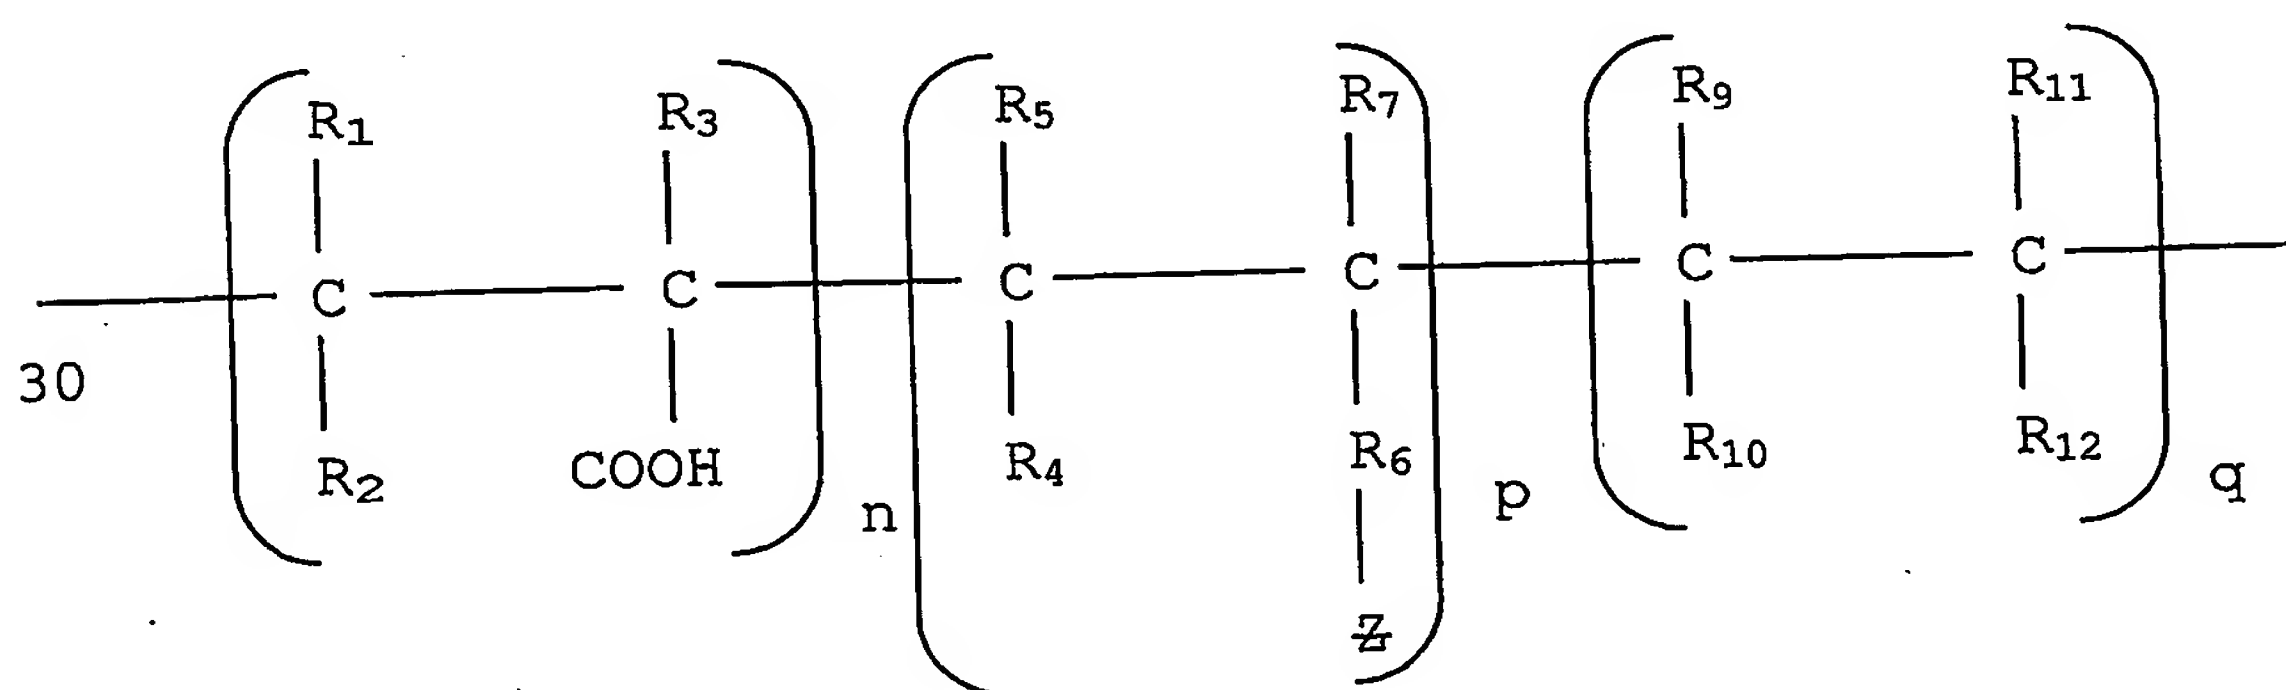 R1 R3 R5 R7 R9 R11
C C C C C C
30
R2 COOH R4 R6 R10 R12
n p q
Z